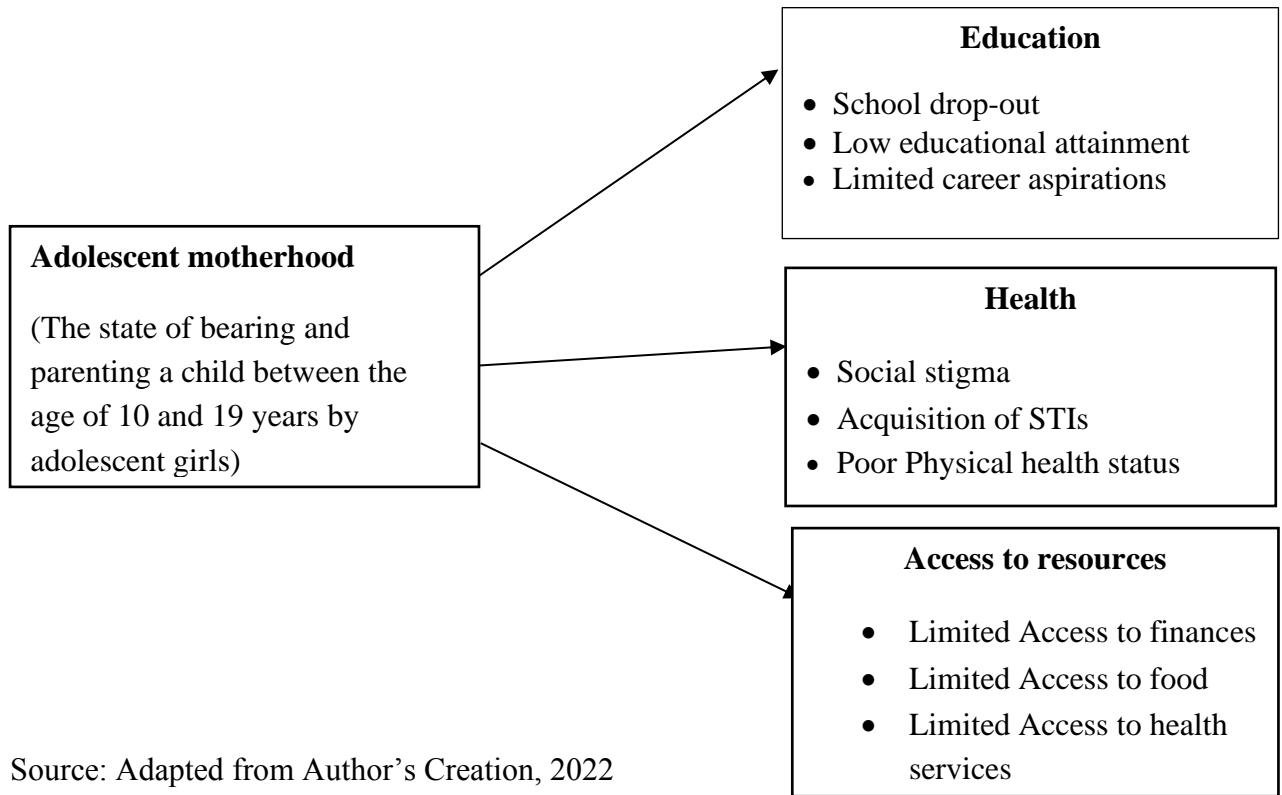 Education
• School drop-out
• Low educational attainment
• Limited career aspirations
Adolescent motherhood
(The state of bearing and
parenting a child between the
age of 10 and 19 years by
adolescent girls)
Health
• Social stigma
• Acquisition of STIs
• Poor Physical health status
Access to resources
• Limited Access to finances
• Limited Access to food
• Limited Access to health
services
Source: Adapted from Author’s Creation, 2022